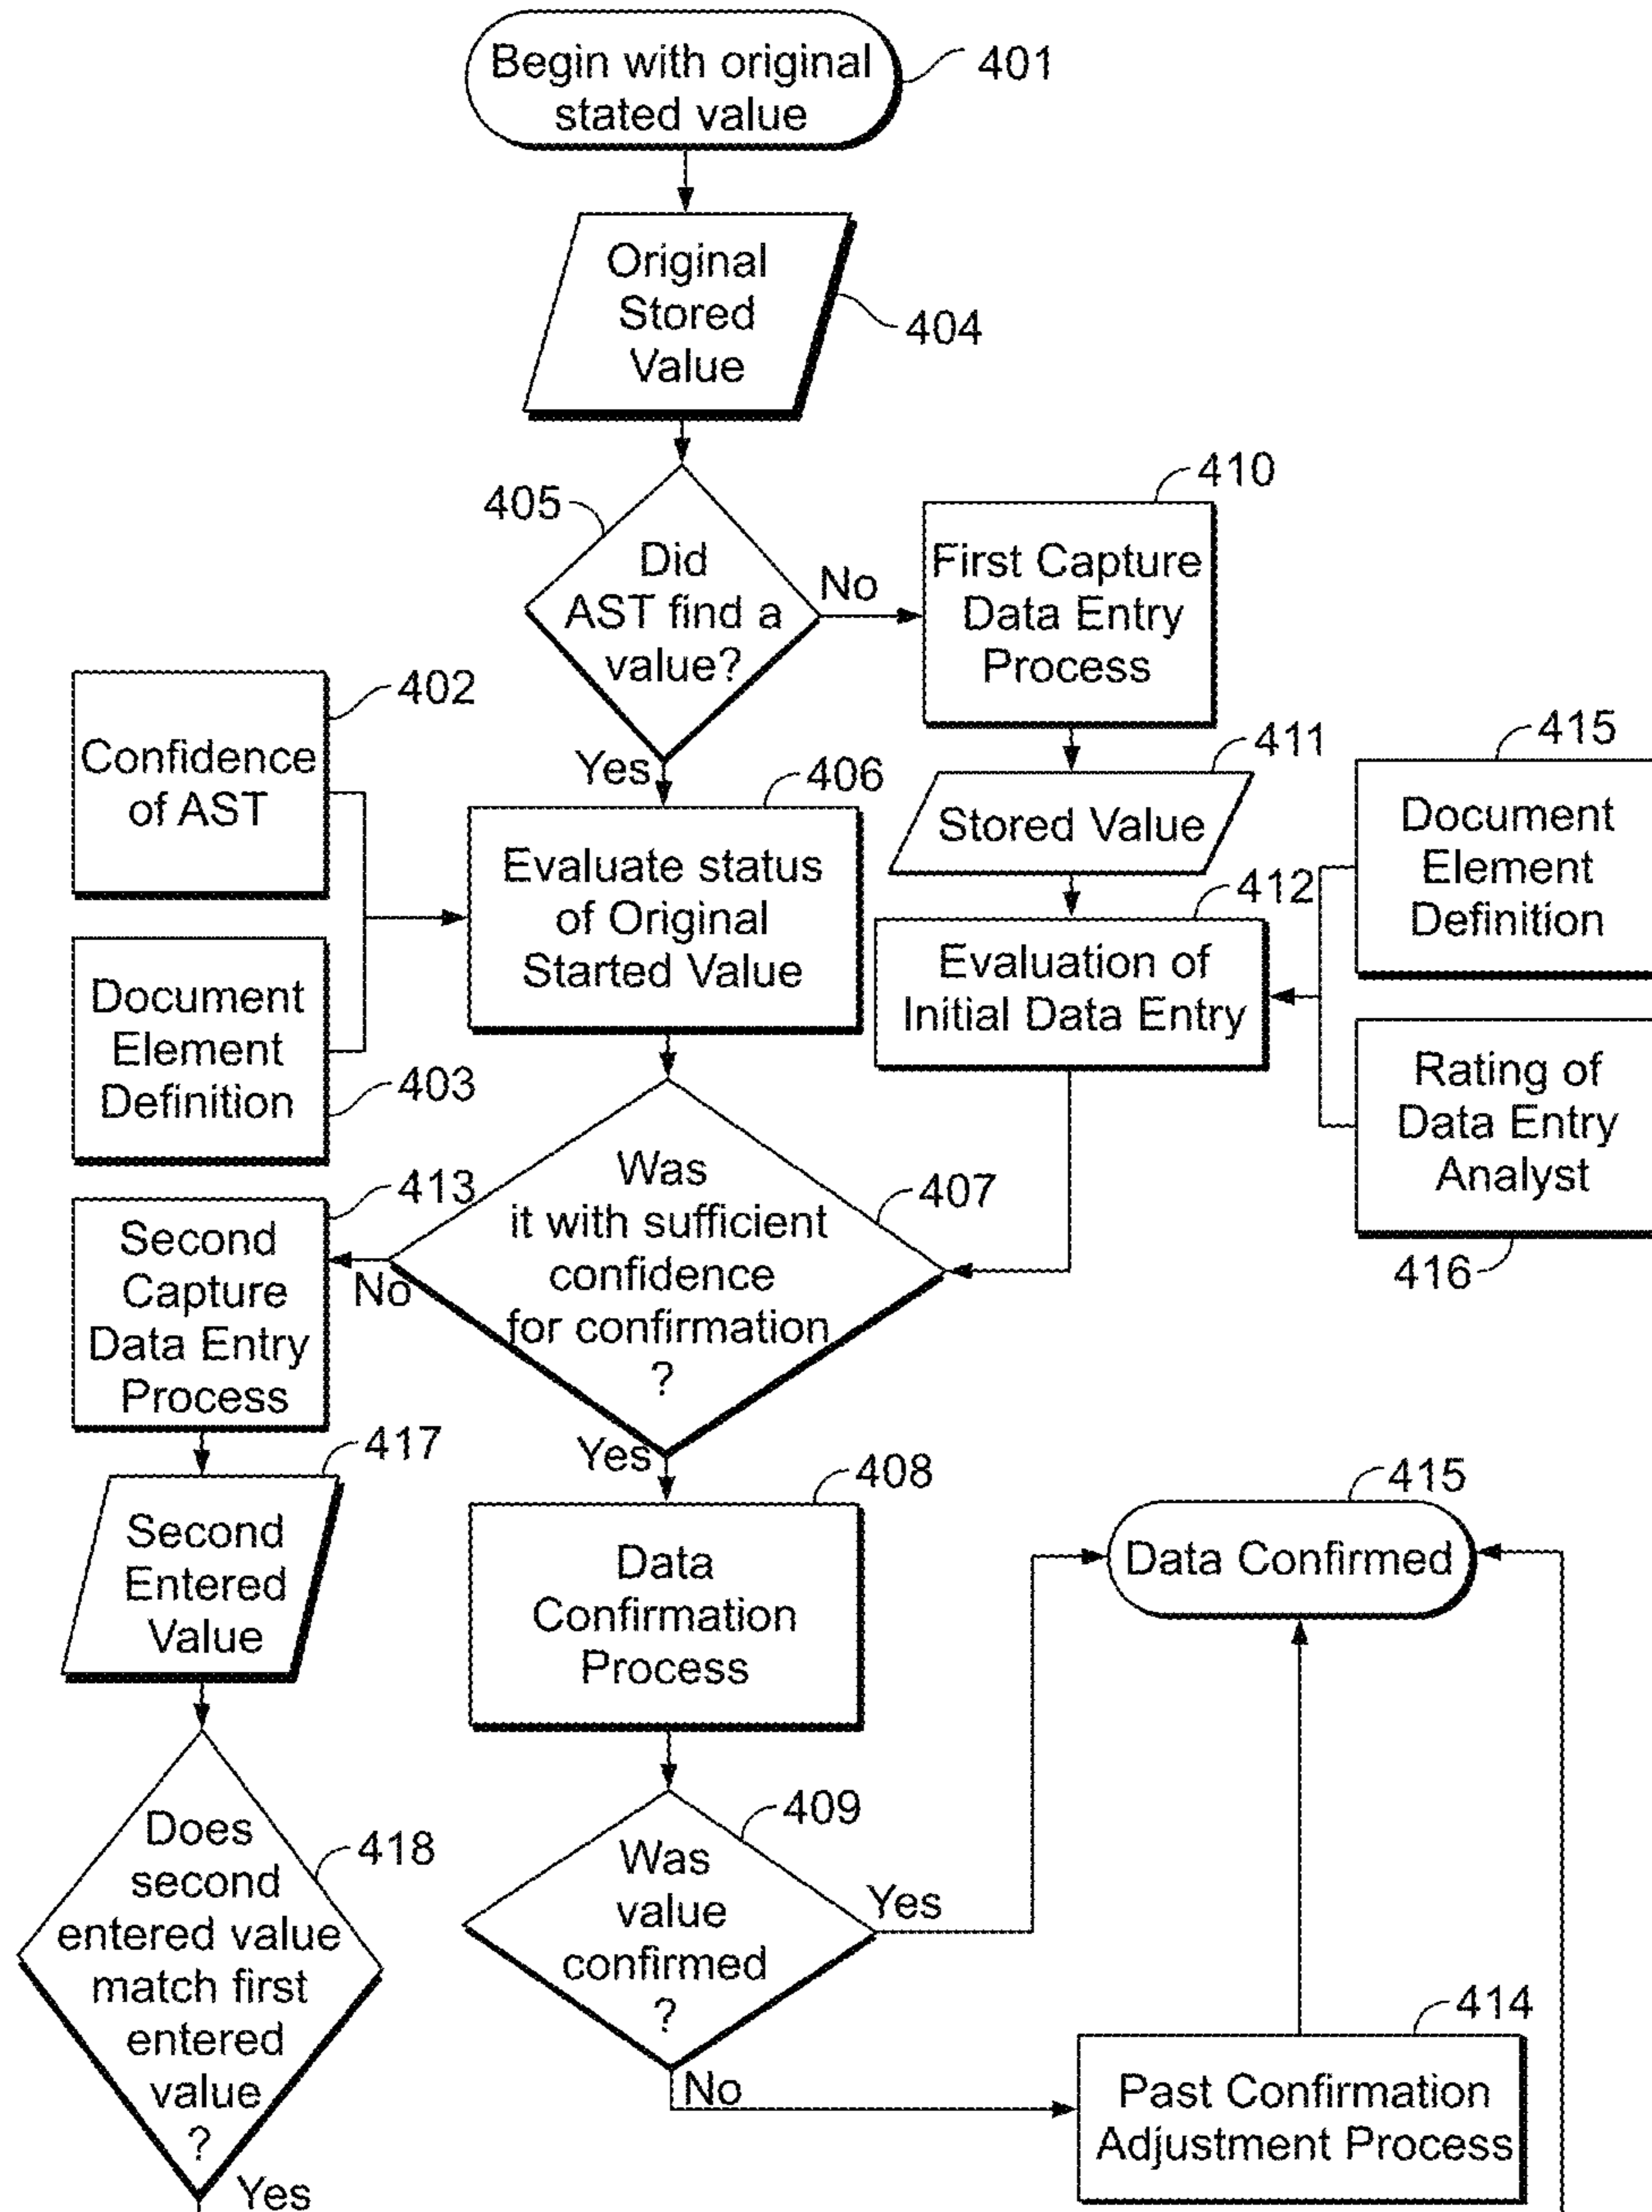 Begin with original
stated value
401
Original
Stored
Value
404
405
Did
AST find a
value?
No
Yes
410
First Capture
Data Entry
Process
402
Confidence
of AST
406
Evaluate status
of Original
Started Value
411
Stored Value
415
Document
Element
Definition
412
Evaluation of
Initial Data Entry
Document
Element
Definition
403
Rating of
Data Entry
Analyst
416
413
Second
Capture
Data Entry
Process
No
Was
it with sufficient
confidence
for confirmation
?
407
Yes
417
Second
Entered
Value
408
Data
Confirmation
Process
415
Data Confirmed
Does
second
entered value
match first
entered
value
?
418
Yes
409
Was
value
confirmed
?
Yes
No
414
Past Confirmation
Adjustment Process